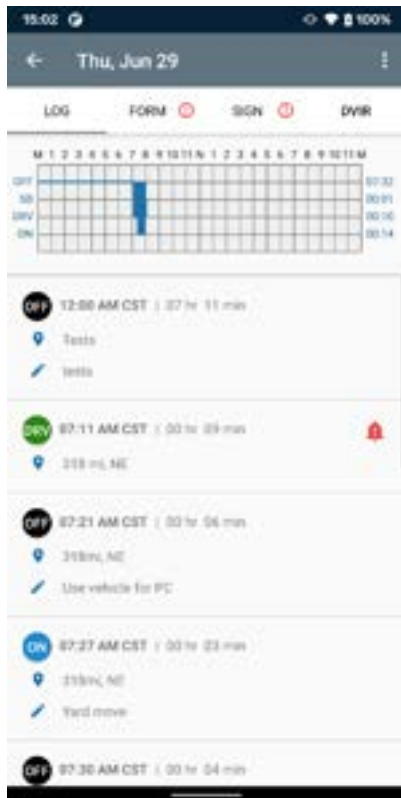 15:02 100%
Thu, Jun 29
LOG FORM SIGN DVIR
M 1 2 3 4 5 6 7 8 9 10 11 N 1 2 3 4 5 6 7 8 9 10 11 M
OFF 07:32
SB 00:01
DRV 00:10
ON 00:14
OFF 12:00 AM CST | 07 hr 11 min
Tests
tests
DRV 07:11 AM CST | 00 hr 09 min
318 mi, NE
OFF 07:21 AM CST | 00 hr 06 min
318mi, NE
Use vehicle for PC
ON 07:27 AM CST | 00 hr 03 min
318mi, NE
Yard move
OFF 07:30 AM CST | 00 hr 04 min